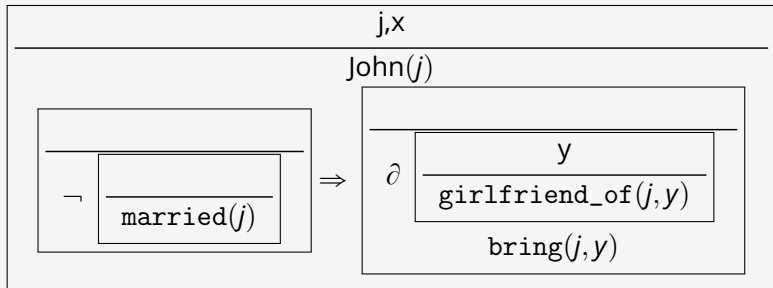 j,x
John(j)
¬ married(j) ⇒ ∂ y
girlfriend_of(j, y)
bring(j, y)